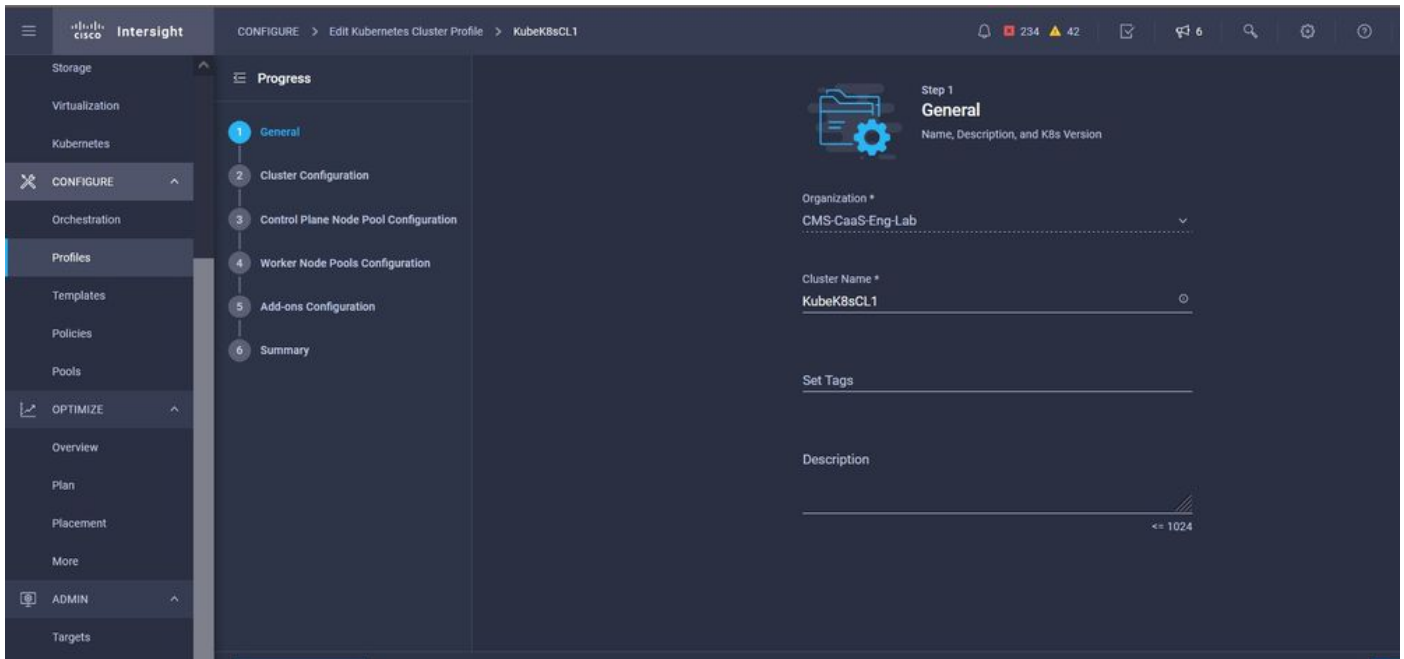 cisco Intersight
CONFIGURE > Edit Kubernetes Cluster Profile > KubeK8sCL1
234 42
6
Storage
Virtualization
Kubernetes
CONFIGURE
Orchestration
Profiles
Templates
Policies
Pools
OPTIMIZE
Overview
Plan
Placement
More
ADMIN
Targets
Progress
1 General
2 Cluster Configuration
3 Control Plane Node Pool Configuration
4 Worker Node Pools Configuration
5 Add-ons Configuration
6 Summary
Step 1
General
Name, Description, and K8s Version
Organization *
CMS-CaaS-Eng-Lab
Cluster Name *
KubeK8sCL1
Set Tags
Description
<= 1024